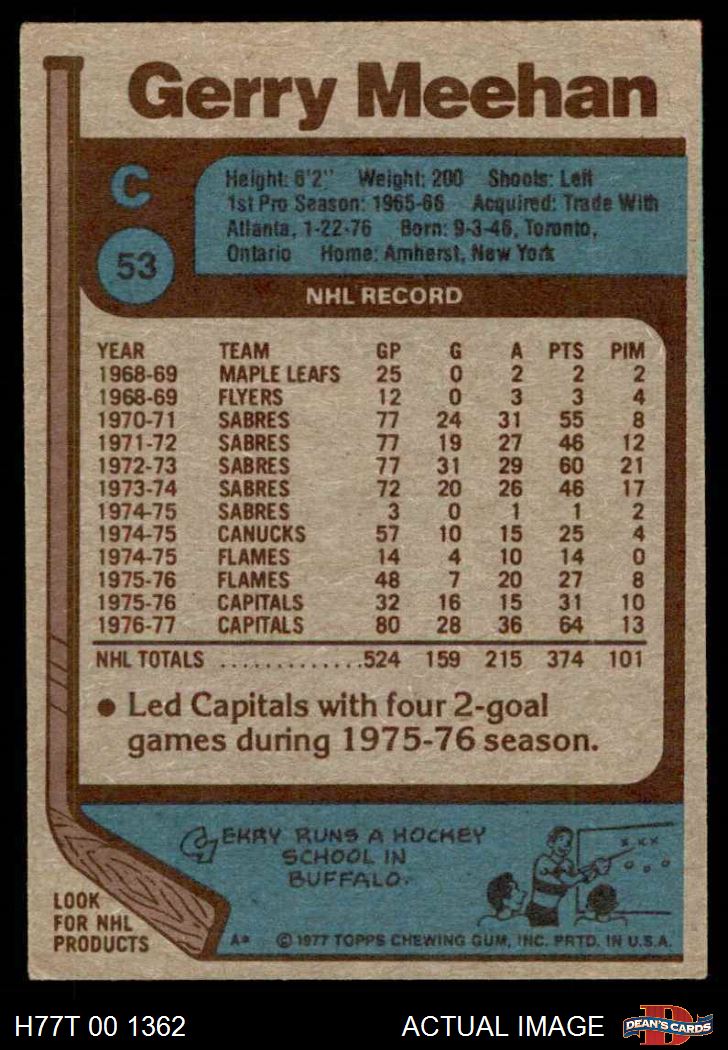 Gerry Meehan
C
Height: 6'2" Weight: 200 Shoots: Left
1st Pro Season: 1965-66 Acquired: Trade With
Atlanta, 1-22-76 Born: 9-3-46, Toronto,
Ontario Home: Amherst, New York
53
NHL RECORD
YEAR TEAM GP G A PTS PIM
1968-69 MAPLE LEAFS 25 0 2 2 2
1968-69 FLYERS 12 0 3 3 4
1970-71 SABRES 77 24 31 55 8
1971-72 SABRES 77 19 27 46 12
1972-73 SABRES 77 31 29 60 21
1973-74 SABRES 72 20 26 46 17
1974-75 SABRES 3 0 1 1 2
1974-75 CANUCKS 57 10 15 25 4
1974-75 FLAMES 14 4 10 14 0
1975-76 FLAMES 48 7 20 27 8
1975-76 CAPITALS 32 16 15 31 10
1976-77 CAPITALS 80 28 36 64 13
NHL TOTALS .............524 159 215 374 101
● Led Capitals with four 2-goal
games during 1975-76 season.
GERRY RUNS A HOCKEY
SCHOOL IN
BUFFALO.
LOOK
FOR NHL
PRODUCTS
A* © 1977 TOPPS CHEWING GUM, INC. PRTD. IN U.S.A.
H77T 00 1362 ACTUAL IMAGE DEAN'S CARDS